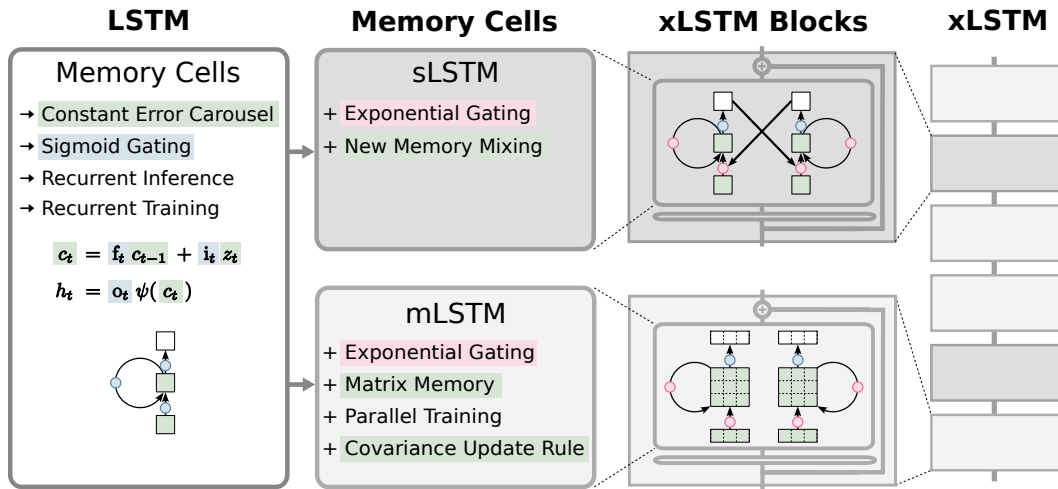 LSTM
Memory Cells
→ Constant Error Carousel
→ Sigmoid Gating
→ Recurrent Inference
→ Recurrent Training
c_t = f_t c_{t-1} + i_t z_t
h_t = o_t ψ( c_t )
Memory Cells
sLSTM
+ Exponential Gating
+ New Memory Mixing
mLSTM
+ Exponential Gating
+ Matrix Memory
+ Parallel Training
+ Covariance Update Rule
xLSTM Blocks
xLSTM